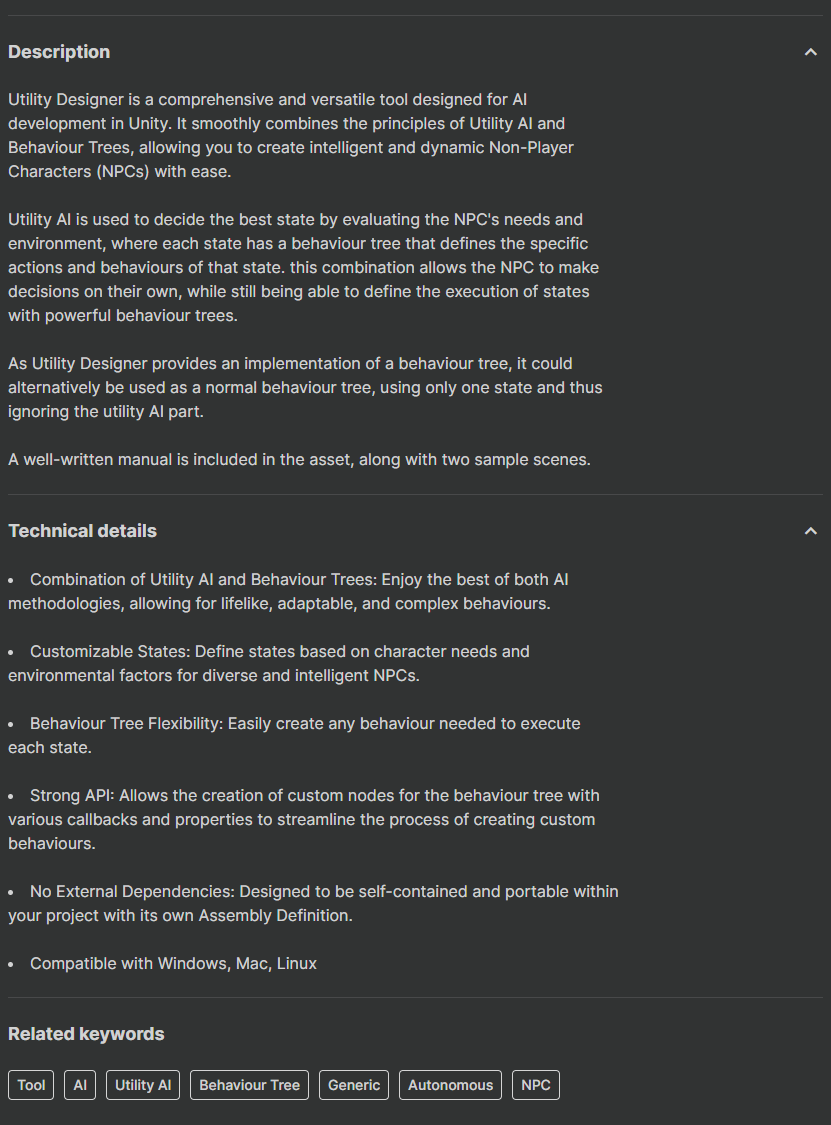 Description
Utility Designer is a comprehensive and versatile tool designed for AI
development in Unity. It smoothly combines the principles of Utility AI and
Behaviour Trees, allowing you to create intelligent and dynamic Non-Player
Characters (NPCs) with ease.
Utility AI is used to decide the best state by evaluating the NPC's needs and
environment, where each state has a behaviour tree that defines the specific
actions and behaviours of that state. this combination allows the NPC to make
decisions on their own, while still being able to define the execution of states
with powerful behaviour trees.
As Utility Designer provides an implementation of a behaviour tree, it could
alternatively be used as a normal behaviour tree, using only one state and thus
ignoring the utility AI part.
A well-written manual is included in the asset, along with two sample scenes.
Technical details
• Combination of Utility AI and Behaviour Trees: Enjoy the best of both AI
methodologies, allowing for lifelike, adaptable, and complex behaviours.
• Customizable States: Define states based on character needs and
environmental factors for diverse and intelligent NPCs.
• Behaviour Tree Flexibility: Easily create any behaviour needed to execute
each state.
• Strong API: Allows the creation of custom nodes for the behaviour tree with
various callbacks and properties to streamline the process of creating custom
behaviours.
• No External Dependencies: Designed to be self-contained and portable within
your project with its own Assembly Definition.
• Compatible with Windows, Mac, Linux
Related keywords
Tool AI Utility AI Behaviour Tree Generic Autonomous NPC